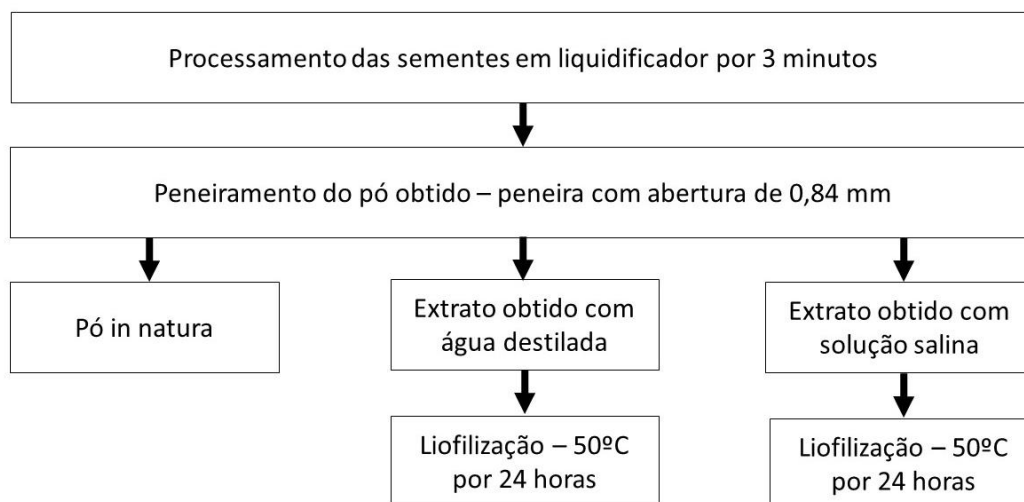 Processamento das sementes em liquidificador por 3 minutos
Peneiramento do pó obtido – peneira com abertura de 0,84 mm
Pó in natura
Extrato obtido com
água destilada
Extrato obtido com
solução salina
Liofilização – 50ºC
por 24 horas
Liofilização – 50ºC
por 24 horas